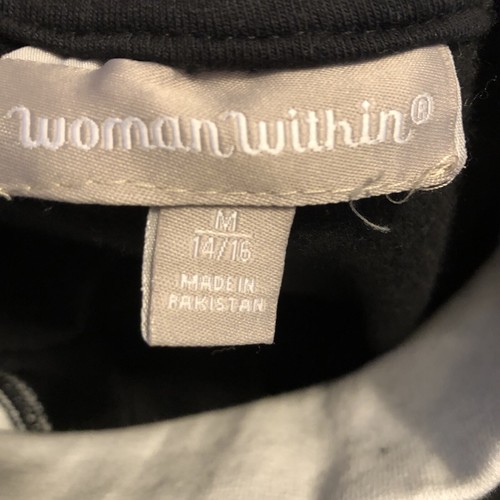 woman within®
M
14/16
MADE IN
PAKISTAN